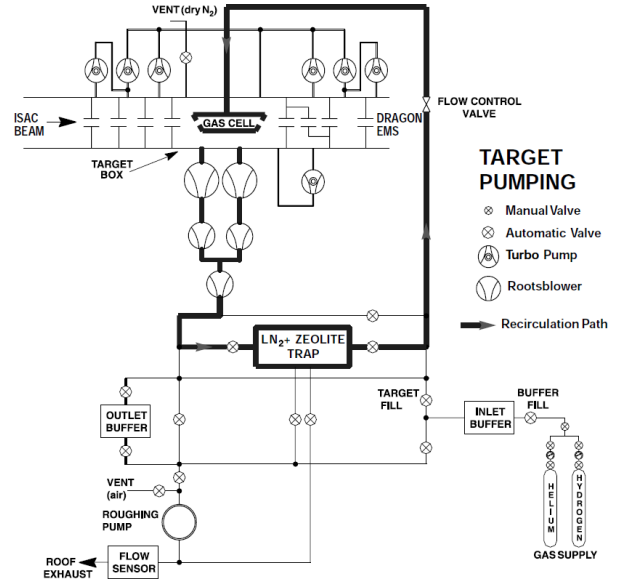 VENT (dry N₂)
ISAC
BEAM
GAS CELL
DRAGON
EMS
FLOW CONTROL
VALVE
TARGET
BOX
TARGET
PUMPING
Manual Valve
Automatic Valve
Turbo Pump
Rootsblower
Recirculation Path
LN₂+ ZEOLITE
TRAP
TARGET
FILL
BUFFER
FILL
OUTLET
BUFFER
INLET
BUFFER
VENT
(air)
ROUGHING
PUMP
HELIUM
HYDROGEN
GAS SUPPLY
ROOF
EXHAUST
FLOW
SENSOR